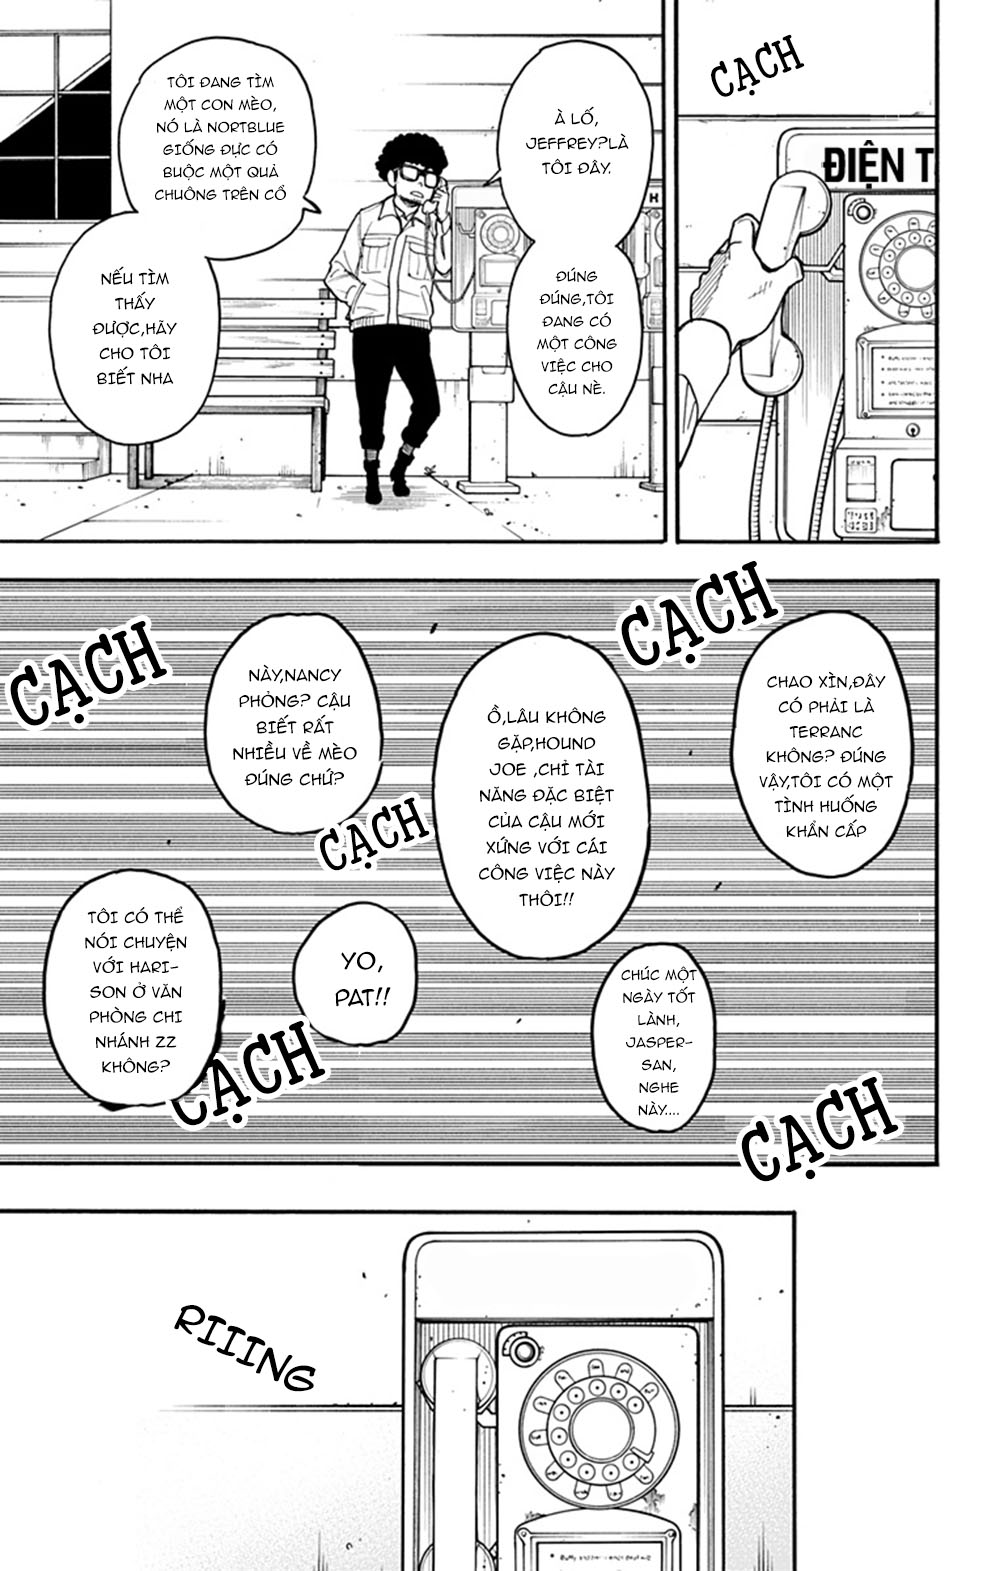 CẠCH
ĐIỆN T
À LỐ,
JEFFREY?LÀ
TÔI ĐÂY.
ĐÚNG
ĐÚNG,TÔI
ĐANG CÓ
MỘT CÔNG
VIỆC CHO
CẬU NÈ.
TÔI ĐANG TÌM
MỘT CON MÈO,
NÓ LÀ NORTBLUE
GIỐNG ĐỰC CÓ
BUỘC MỘT QUẢ
CHUÔNG TRÊN CỔ
NẾU TÌM
THẤY
ĐƯỢC,HÃY
CHO TÔI
BIẾT NHA
H
CẠCH
CHAO XÌN,ĐÂY
CÓ PHẢI LÀ
TERRANC
KHÔNG? ĐÚNG
VẬY,TÔI CÓ MỘT
TÌNH HUỐNG
KHẨN CẤP
Ồ,LÂU KHÔNG
GẶP,HOUND
JOE ,CHỈ TÀI
NĂNG ĐẶC BIỆT
CỦA CẬU MỚI
XỨNG VỚI CÁI
CÔNG VIỆC NÀY
THÔI!!
NÀY,NANCY
PHỎNG? CẬU
BIẾT RẤT
NHIỀU VỀ MÈO
ĐÚNG CHỨ?
CẠCH
CẠCH
CHÚC MỘT
NGÀY TỐT
LÀNH,
JASPER-
SAN,
NGHE
NÀY....
YO,
PAT!!
TÔI CÓ THỂ
NÓI CHUYỆN
VỚI HARI-
SON Ở VĂN
PHÒNG CHI
NHÁNH ZZ
KHÔNG?
CẠCH
CẠCH
RIIING